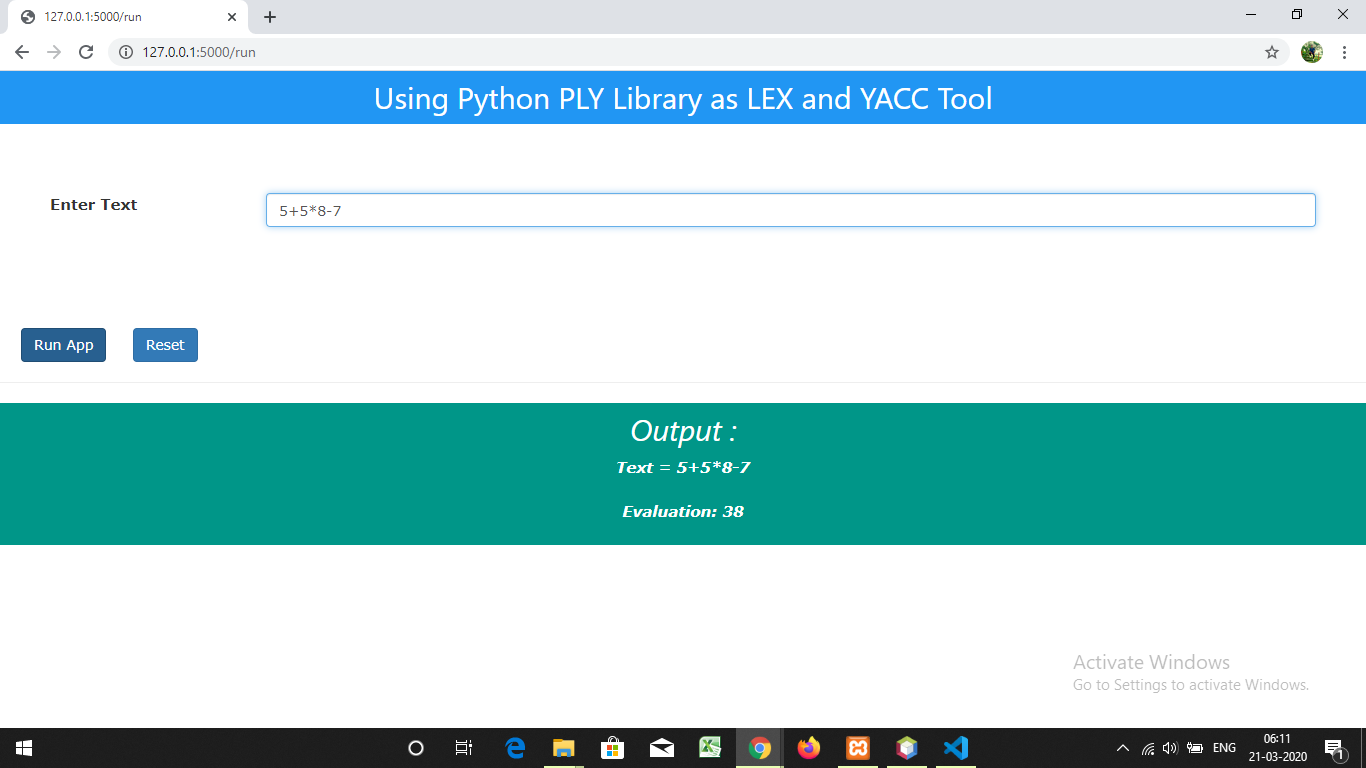 127.0.0.1:5000/run
127.0.0.1:5000/run
Using Python PLY Library as LEX and YACC Tool
Enter Text
5+5*8-7
Run App
Reset
Output :
Text = 5+5*8-7
Evaluation: 38
Activate Windows
Go to Settings to activate Windows.
ENG
06:11
21-03-2020
1